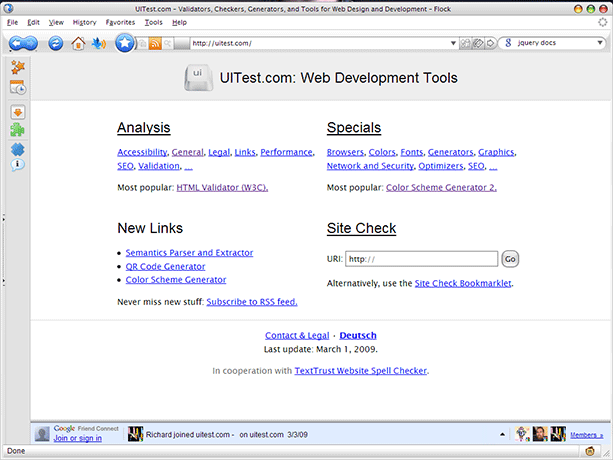 UITest.com - Validators, Checkers, Generators, and Tools for Web Design and Development - Flock
File Edit View History Favorites Tools Help
http://uitest.com/ jquery docs
ui UITest.com: Web Development Tools
Analysis
Accessibility, General, Legal, Links, Performance,
SEO, Validation, ...
Most popular: HTML Validator (W3C).
Specials
Browsers, Colors, Fonts, Generators, Graphics,
Network and Security, Optimizers, SEO, ...
Most popular: Color Scheme Generator 2.
New Links
Semantics Parser and Extractor
QR Code Generator
Color Scheme Generator
Never miss new stuff: Subscribe to RSS feed.
Site Check
URI: http:// Go
Alternatively, use the Site Check Bookmarklet.
Contact & Legal · Deutsch
Last update: March 1, 2009.
In cooperation with TextTrust Website Spell Checker.
Google Friend Connect
Join or sign in
Richard joined uitest.com - on uitest.com 3/3/09
Members »
Done